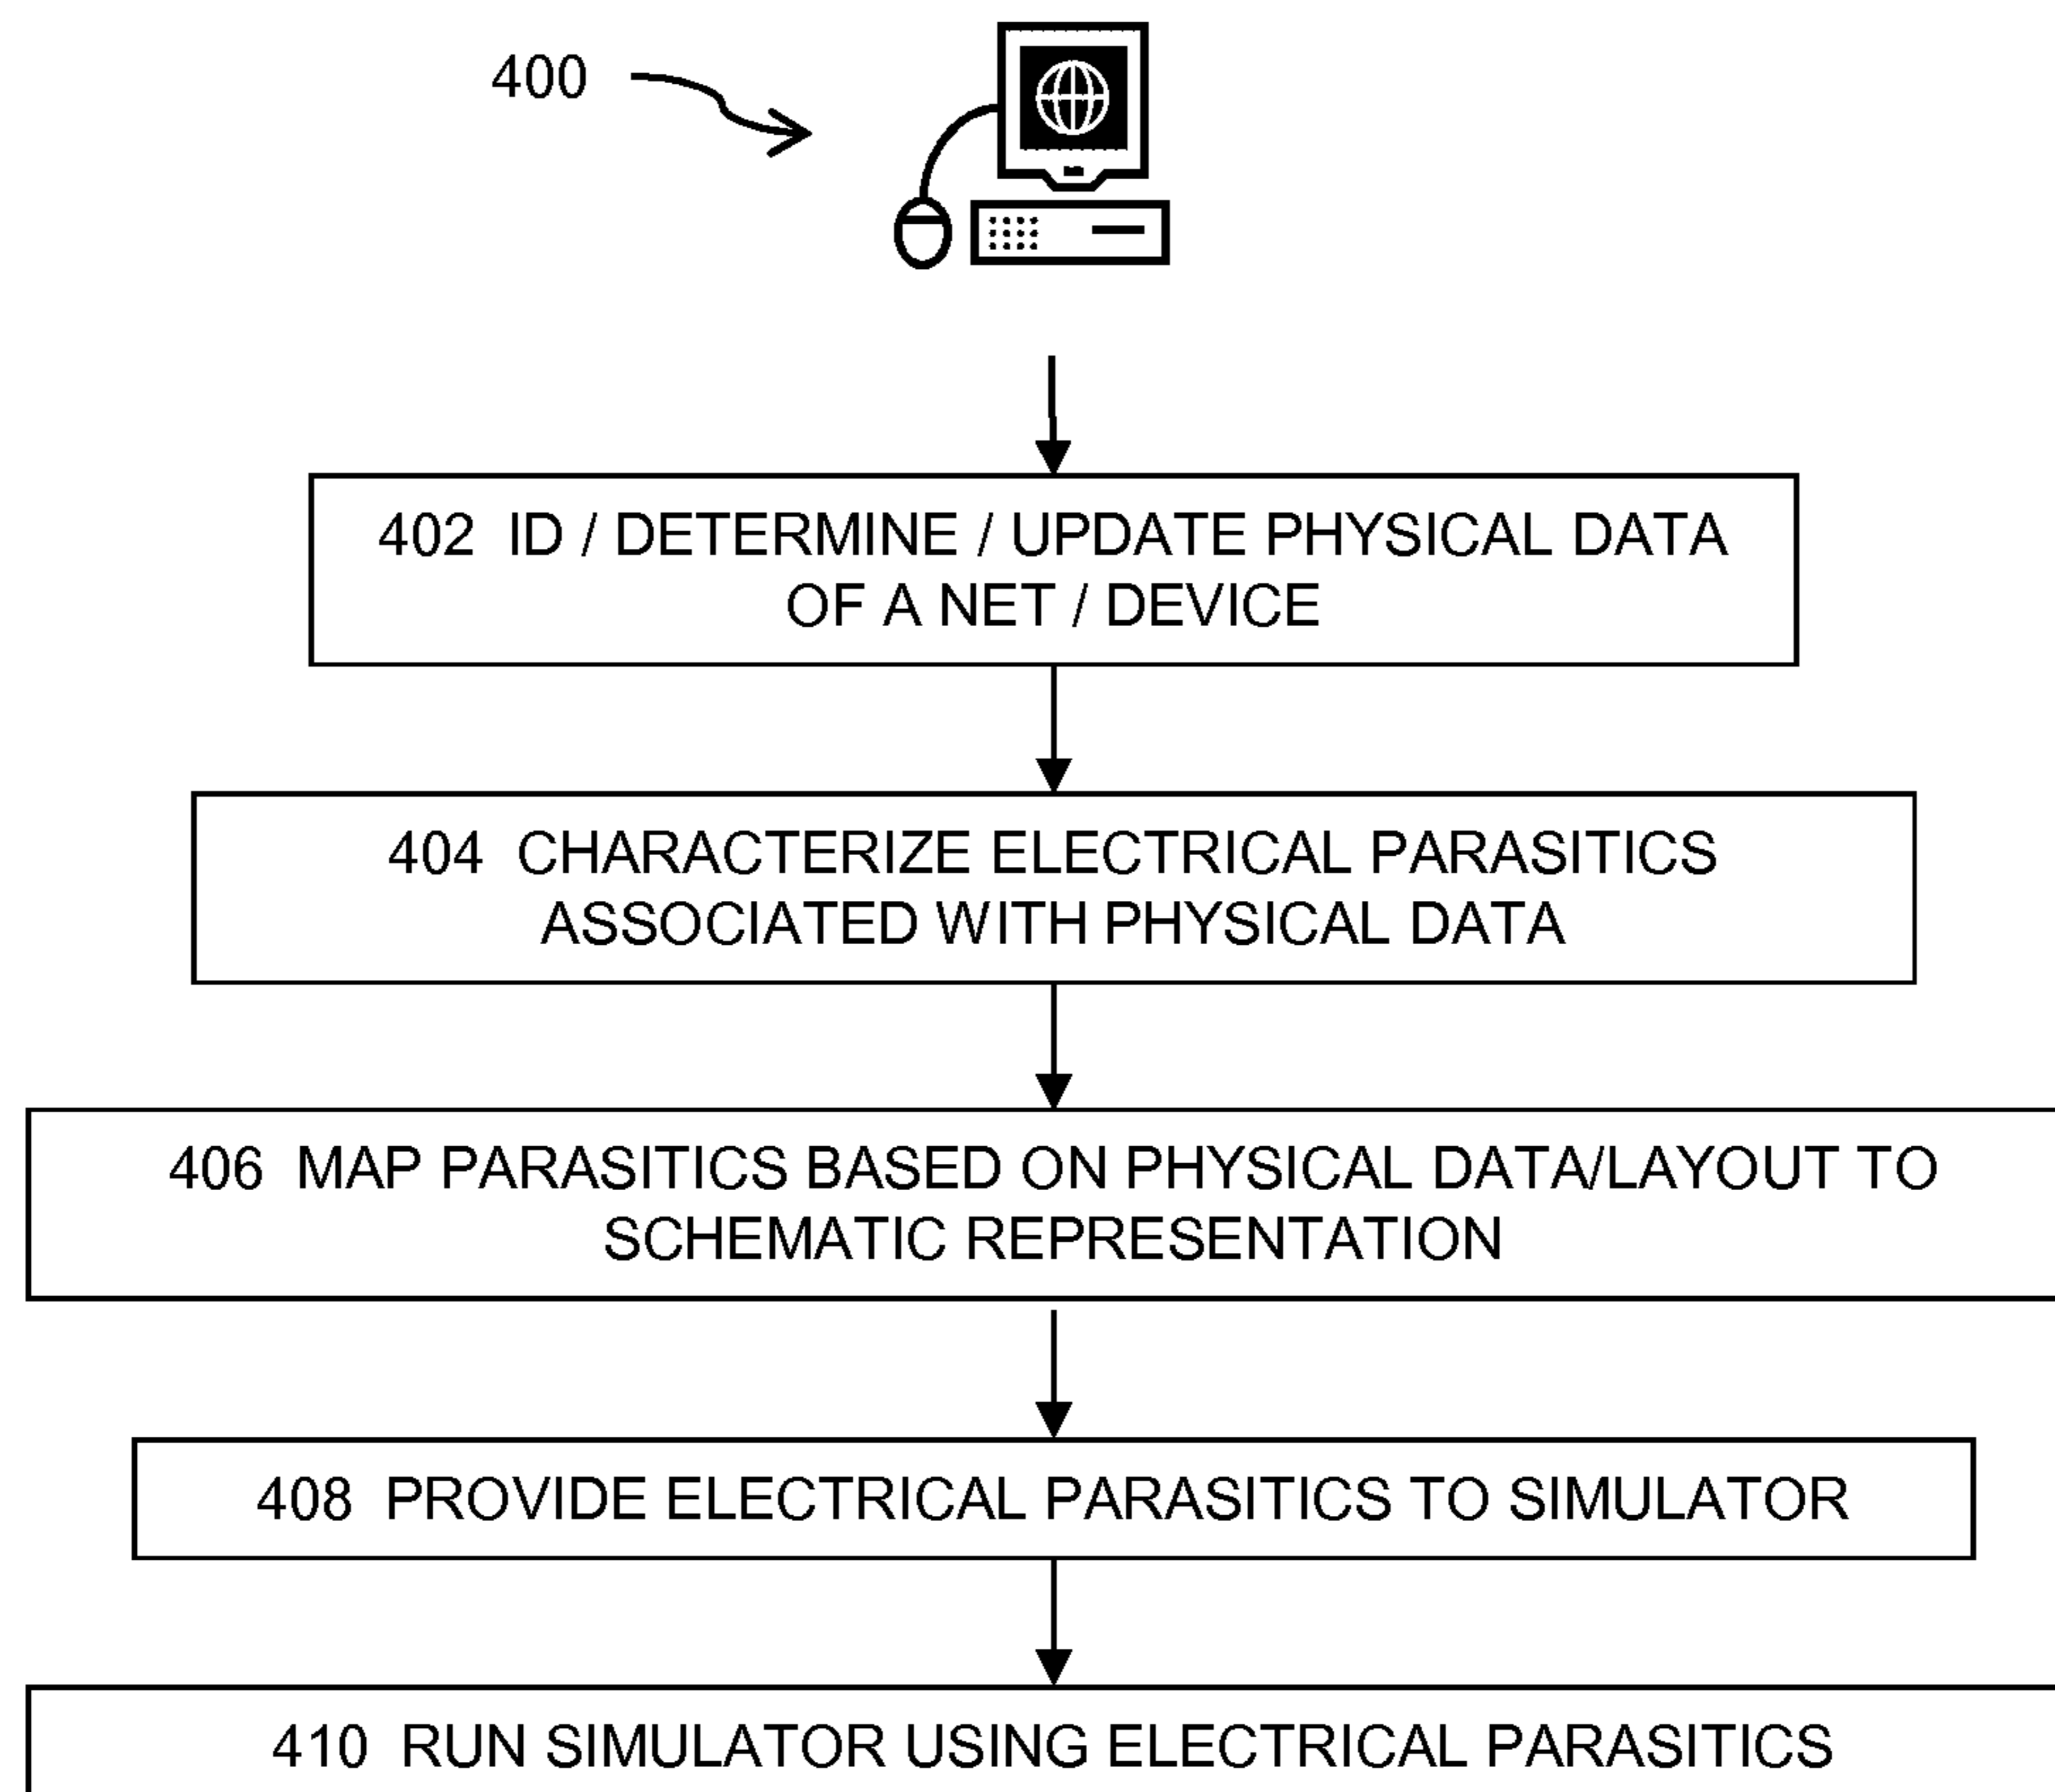 400
402 ID / DETERMINE / UPDATE PHYSICAL DATA
OF A NET / DEVICE
404 CHARACTERIZE ELECTRICAL PARASITICS
ASSOCIATED WITH PHYSICAL DATA
406 MAP PARASITICS BASED ON PHYSICAL DATA/LAYOUT TO
SCHEMATIC REPRESENTATION
408 PROVIDE ELECTRICAL PARASITICS TO SIMULATOR
410 RUN SIMULATOR USING ELECTRICAL PARASITICS